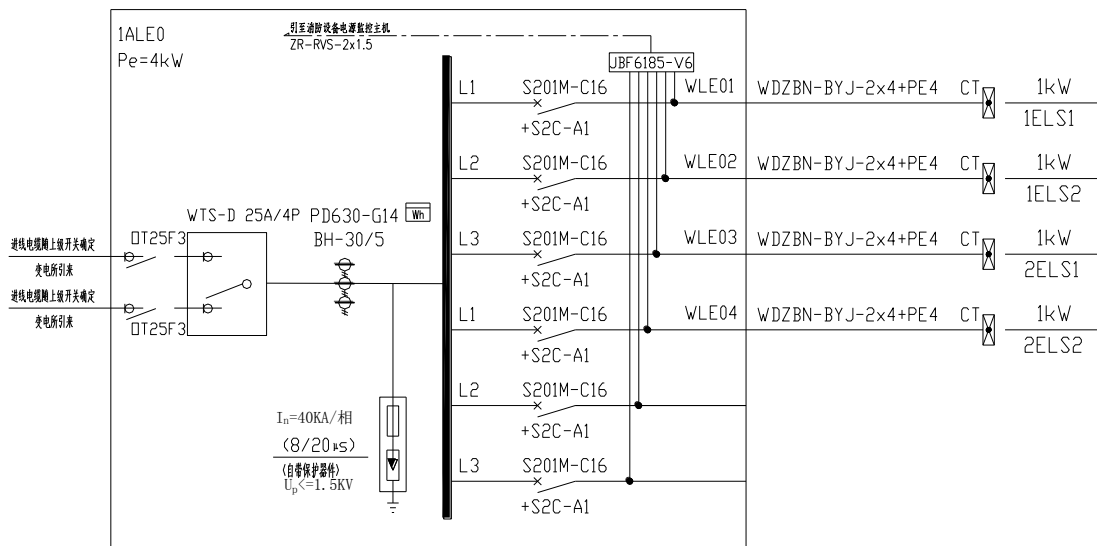 1ALE0
Pe=4kW
引至消防设备电源监控主机
ZR-RVS-2x1.5
JBF6185-V6
L1 S201M-C16 WLE01 WDZBN-BYJ-2x4+PE4 CT 1kW
+S2C-A1 1ELS1
L2 S201M-C16 WLE02 WDZBN-BYJ-2x4+PE4 CT 1kW
+S2C-A1 1ELS2
WTS-D 25A/4P PD630-G14 Wh
BH-30/5
L3 S201M-C16 WLE03 WDZBN-BYJ-2x4+PE4 CT 1kW
+S2C-A1 2ELS1
进线电缆随上级开关确定 OT25F3
变电所引来
进线电缆随上级开关确定
变电所引来 OT25F3
L1 S201M-C16 WLE04 WDZBN-BYJ-2x4+PE4 CT 1kW
+S2C-A1 2ELS2
L2 S201M-C16
+S2C-A1
In=40KA/相
(8/20μs)
(自带保护器件)
Up<=1.5KV
L3 S201M-C16
+S2C-A1